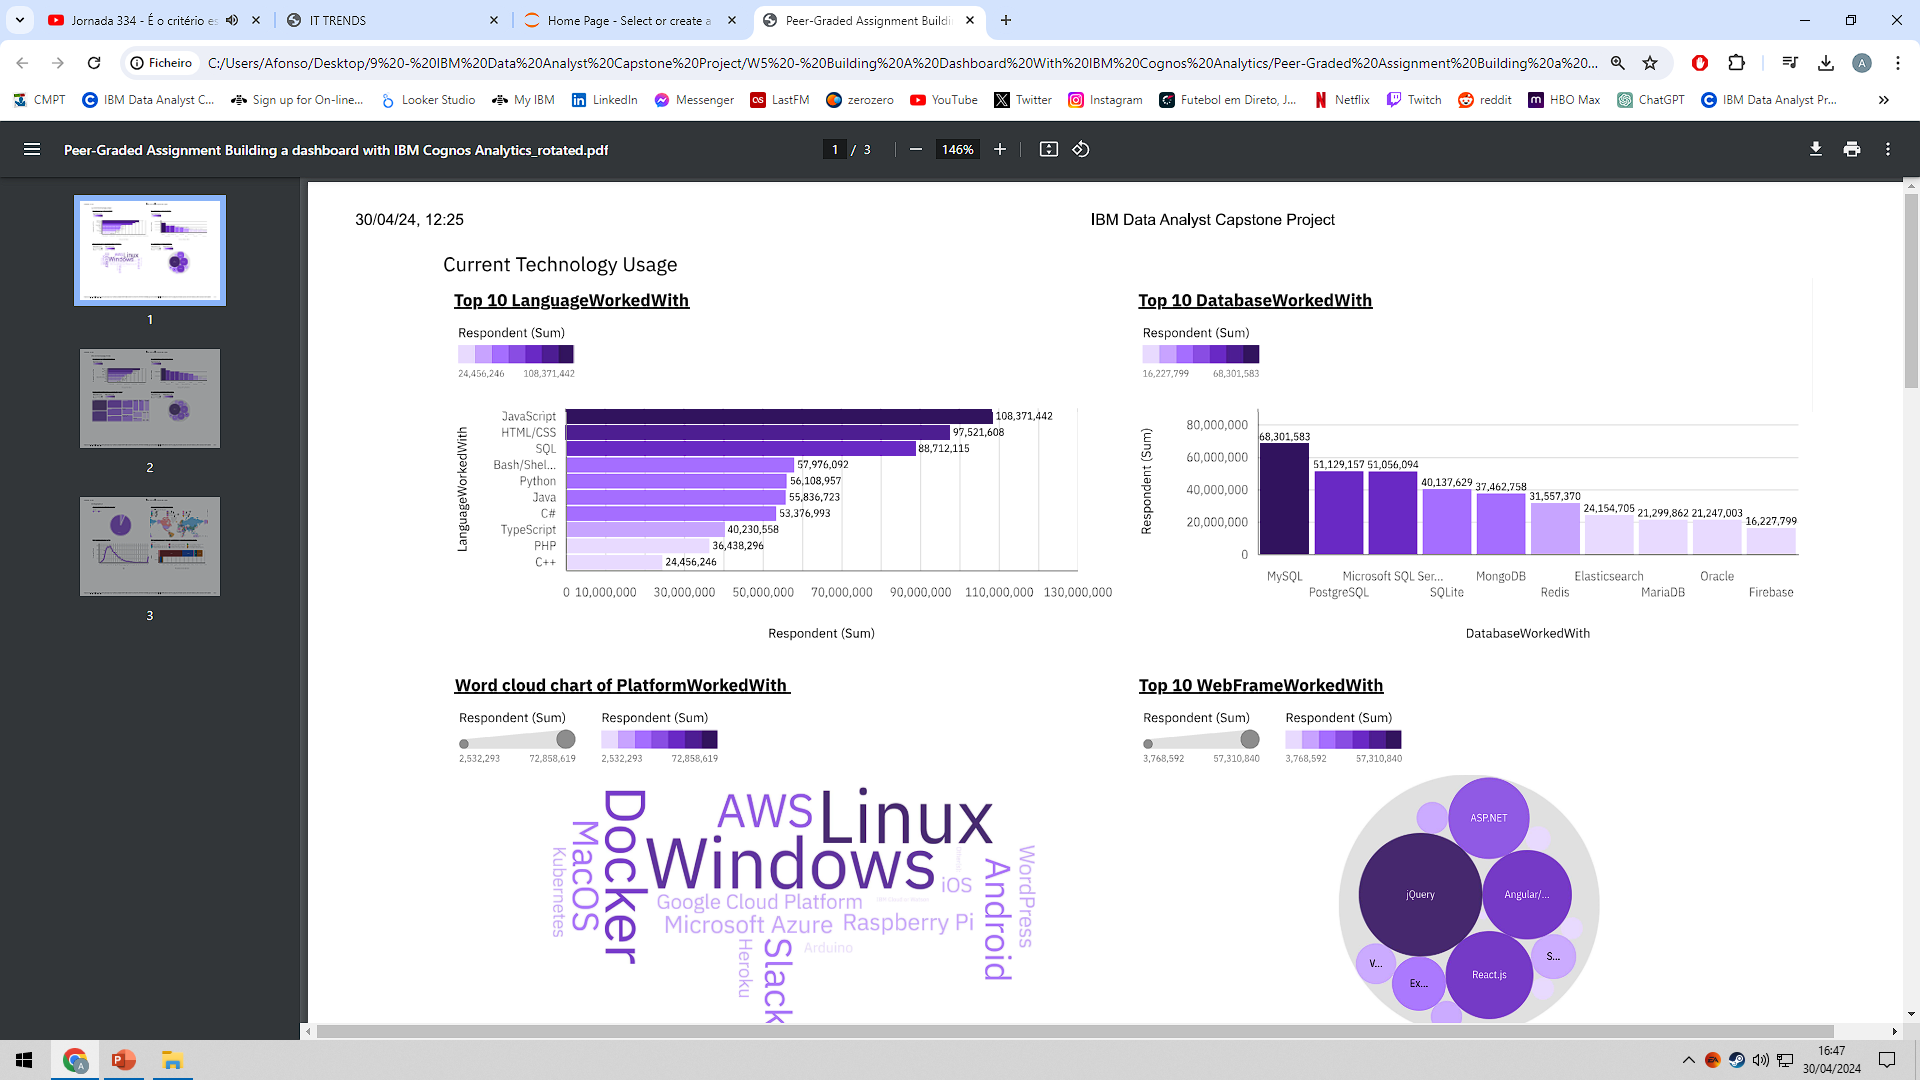 Jornada 334 - É o critério es
IT TRENDS
Home Page - Select or create a
Peer-Graded Assignment Buildin
Ficheiro
C:/Users/Afonso/Desktop/9%20-%20IBM%20Data%20Analyst%20Capstone%20Project/W5%20-%20Building%20A%20Dashboard%20With%20IBM%20Cognos%20Analytics/Peer-Graded%20Assignment%20Building%20a%20...
CMPT
IBM Data Analyst C...
Sign up for On-line...
Looker Studio
My IBM
LinkedIn
Messenger
LastFM
zerozero
YouTube
Twitter
Instagram
Futebol em Direto, J...
Netflix
Twitch
reddit
HBO Max
ChatGPT
IBM Data Analyst Pr...
Peer-Graded Assignment Building a dashboard with IBM Cognos Analytics_rotated.pdf
1 / 3
146%
1
2
3
30/04/24, 12:25
IBM Data Analyst Capstone Project
Current Technology Usage
Top 10 LanguageWorkedWith
Respondent (Sum)
24,456,246 108,371,442
LanguageWorkedWith
JavaScript 108,371,442
HTML/CSS 97,521,608
SQL 88,712,115
Bash/Shel... 57,976,092
Python 56,108,957
Java 55,836,723
C# 53,376,993
TypeScript 40,230,558
PHP 36,438,296
C++ 24,456,246
0 10,000,000 30,000,000 50,000,000 70,000,000 90,000,000 110,000,000 130,000,000
Respondent (Sum)
Top 10 DatabaseWorkedWith
Respondent (Sum)
16,227,799 68,301,583
Respondent (Sum)
80,000,000
60,000,000
40,000,000
20,000,000
0
68,301,583
51,129,157
51,056,094
40,137,629
37,462,758
31,557,370
24,154,705
21,299,862
21,247,003
16,227,799
MySQL
PostgreSQL
Microsoft SQL Ser...
SQLite
MongoDB
Redis
Elasticsearch
MariaDB
Oracle
Firebase
DatabaseWorkedWith
Word cloud chart of PlatformWorkedWith
Respondent (Sum)
2,532,293 72,858,619
Respondent (Sum)
2,532,293 72,858,619
Docker
AWS
Linux
MacOS
Windows
Kubernetes
iOS
Android
WordPress
Google Cloud Platform
Microsoft Azure
Raspberry Pi
Heroku
Slack
Arduino
Top 10 WebFrameWorkedWith
Respondent (Sum)
3,768,592 57,310,840
Respondent (Sum)
3,768,592 57,310,840
ASP.NET
jQuery
Angular/...
V...
S...
Ex...
React.js
16:47
30/04/2024